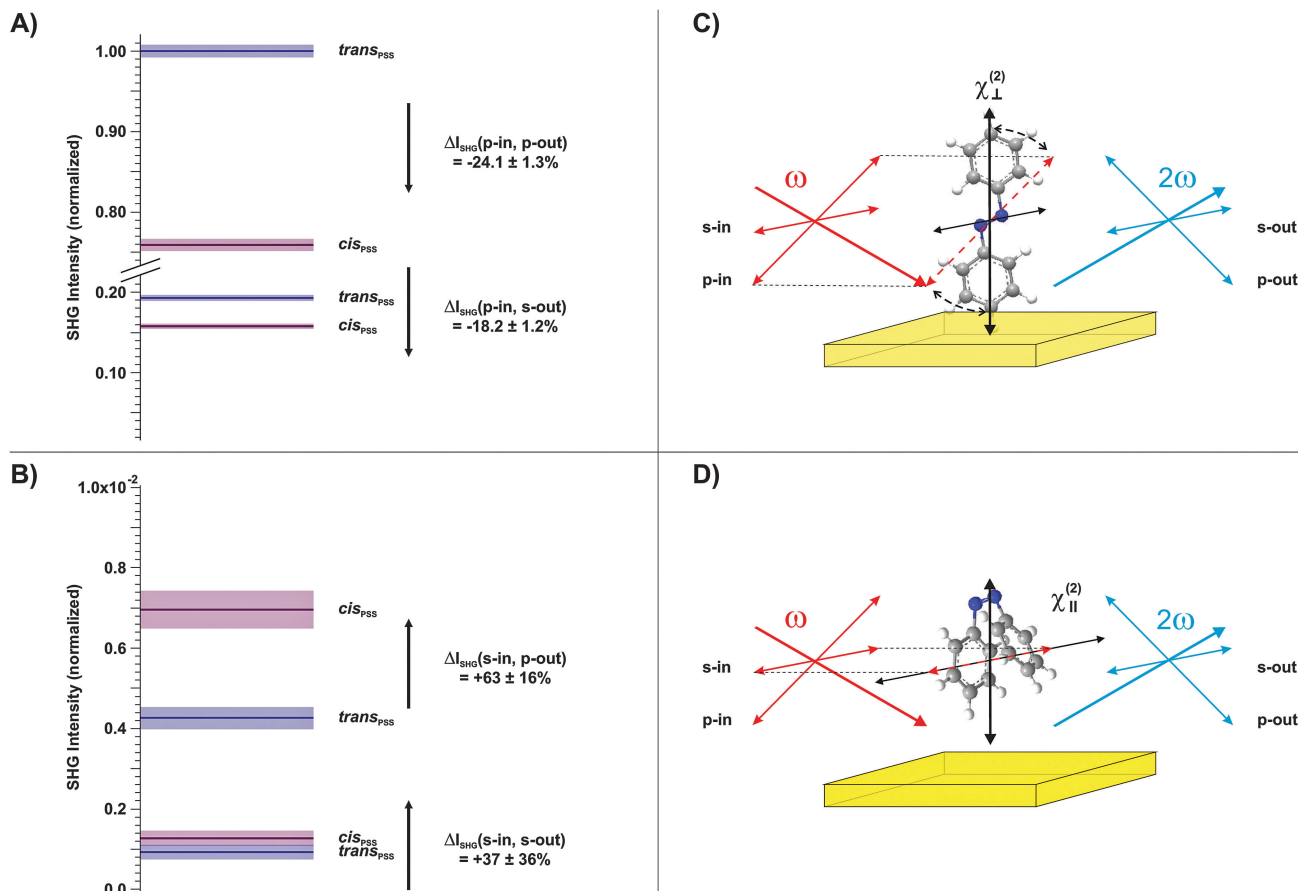 A)
1.00
0.90
0.80
0.20
0.10
SHG Intensity (normalized)
trans_PSS
cis_PSS
trans_PSS
cis_PSS
ΔI_SHG(p-in, p-out)
= -24.1 ± 1.3%
ΔI_SHG(p-in, s-out)
= -18.2 ± 1.2%
C)
χ⊥^(2)
ω
2ω
s-in
p-in
s-out
p-out
B)
1.0x10^-2
0.8
0.6
0.4
0.2
0.0
SHG Intensity (normalized)
cis_PSS
trans_PSS
cis_PSS
trans_PSS
ΔI_SHG(s-in, p-out)
= +63 ± 16%
ΔI_SHG(s-in, s-out)
= +37 ± 36%
D)
χ||^(2)
ω
2ω
s-in
p-in
s-out
p-out